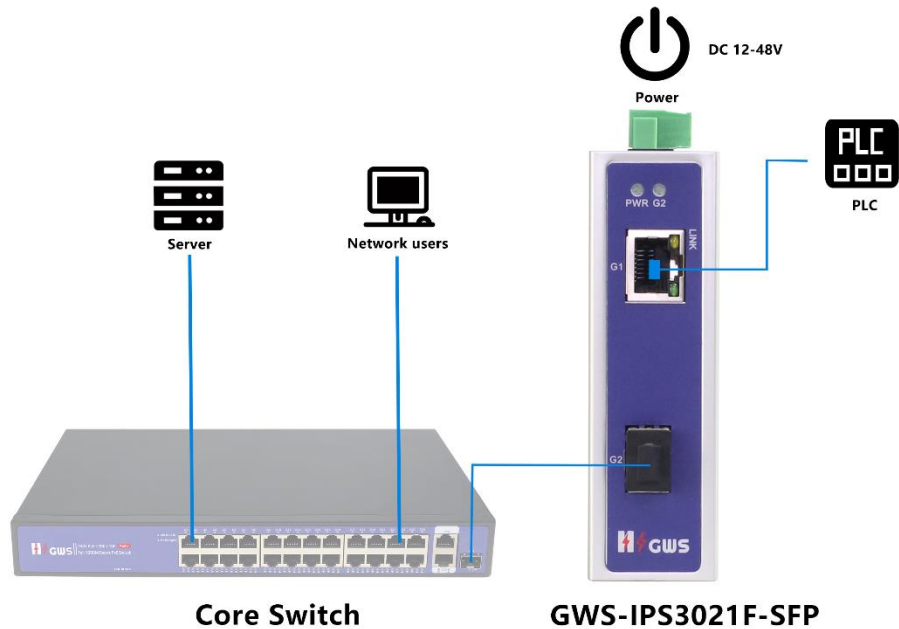 DC 12-48V
Power
PLC
PLC
Server
Network users
PWR G2
LINK
G1
G2
GWS
GWS
Core Switch
GWS-IPS3021F-SFP